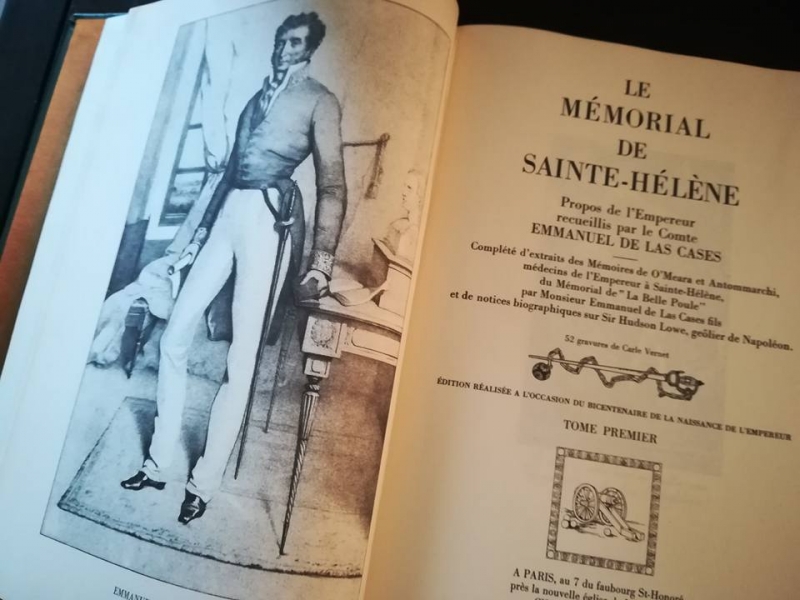 LE
MÉMORIAL
DE
SAINTE-HÉLÈNE
Propos de l'Empereur
recueillis par le Comte
EMMANUEL DE LAS CASES
Complété d'extraits des Mémoires de O'Meara et Antommarchi,
médecins de l'Empereur à Sainte-Hélène,
du Mémorial de "La Belle Poule"
par Monsieur Emmanuel de Las Cases fils
et de notices biographiques sur Sir Hudson Lowe, geôlier de Napoléon.
52 gravures de Carle Vernet
ÉDITION RÉALISÉE A L'OCCASION DU BICENTENAIRE DE LA NAISSANCE DE L'EMPEREUR
TOME PREMIER
A PARIS, au 7 du faubourg St-Honoré
près la nouvelle église de